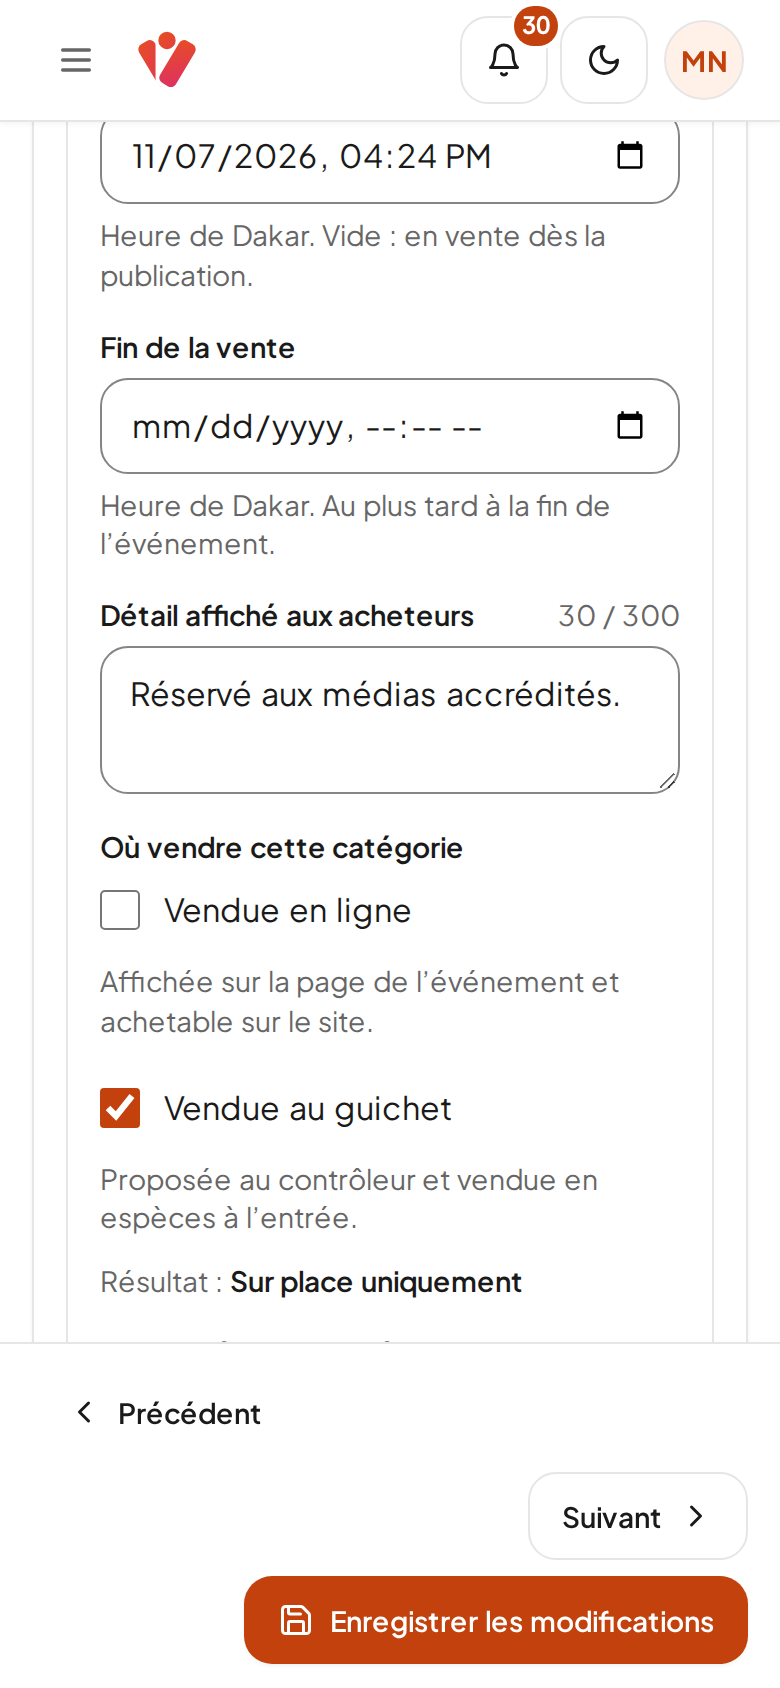 30
MN
11/07/2026, 04:24 PM
Heure de Dakar. Vide : en vente dès la
publication.
Fin de la vente
mm/dd/yyyy, --:-- --
Heure de Dakar. Au plus tard à la fin de
l’événement.
Détail affiché aux acheteurs 30 / 300
Réservé aux médias accrédités.
Où vendre cette catégorie
Vendue en ligne
Affichée sur la page de l’événement et
achetable sur le site.
Vendue au guichet
Proposée au contrôleur et vendue en
espèces à l’entrée.
Résultat : Sur place uniquement
Précédent
Suivant
Enregistrer les modifications